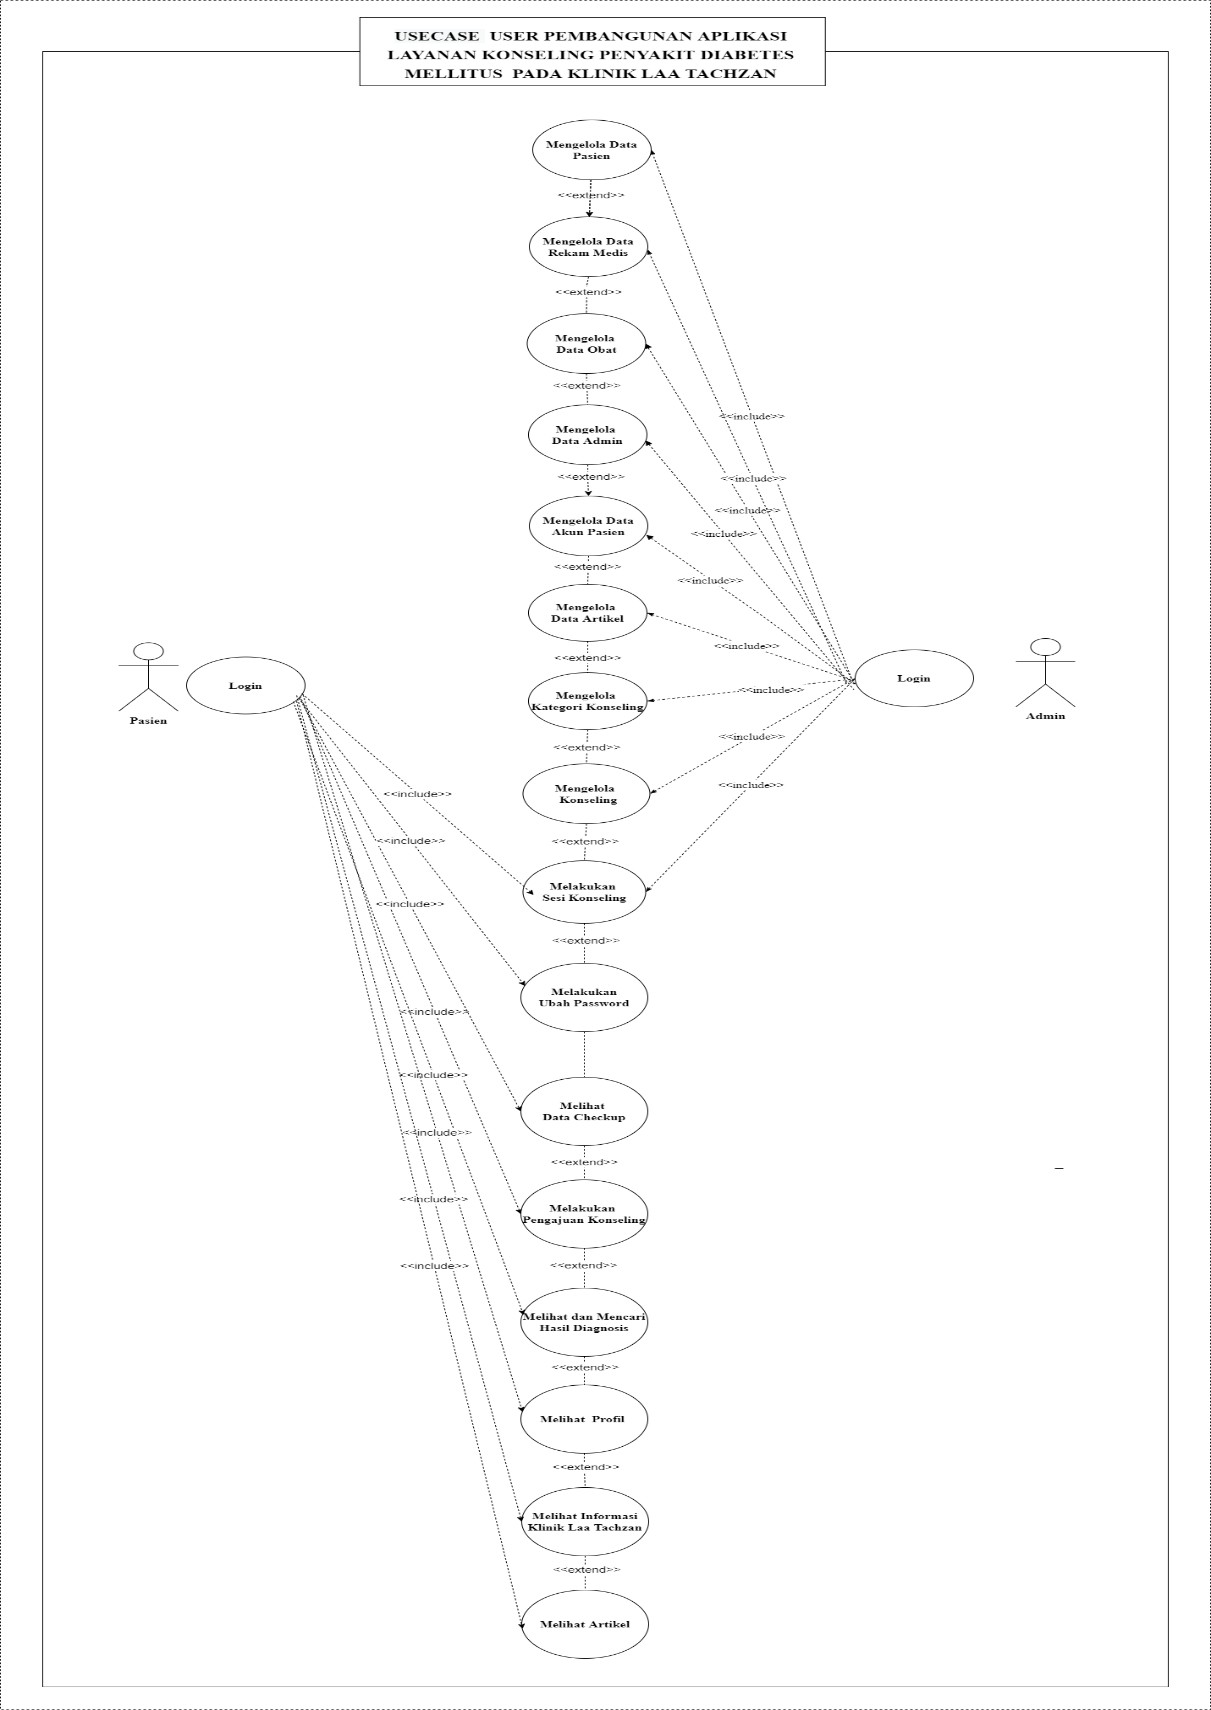 USECASE USER PEMBANGUNAN APLIKASI
LAYANAN KONSELING PENYAKIT DIABETES
MELLITUS PADA KLINIK LAA TACHZAN
Mengelola Data
Pasien
<<extend>>
Mengelola Data
Rekam Medis
<<extend>>
Mengelola
Data Obat
<<extend>>
<<include>>
Mengelola
Data Admin
<<extend>>
<<include>>
<<include>>
Mengelola Data
Akun Pasien
<<include>>
<<extend>>
<<include>>
Mengelola
Data Artikel
<<include>>
<<extend>>
Pasien
Login
Login
Admin
Mengelola
Kategori Konseling
<<include>>
<<include>>
<<extend>>
Mengelola
Konseling
<<include>>
<<include>>
<<include>>
<<extend>>
Melakukan
Sesi Konseling
<<include>>
<<extend>>
Melakukan
Ubah Password
<<include>>
<<include>>
Melihat
Data Checkup
<<include>>
<<extend>>
<<include>>
Melakukan
Pengajuan Konseling
<<include>>
<<extend>>
Melihat dan Mencari
Hasil Diagnosis
<<extend>>
Melihat Profil
<<extend>>
Melihat Informasi
Klinik Laa Tachzan
<<extend>>
Melihat Artikel